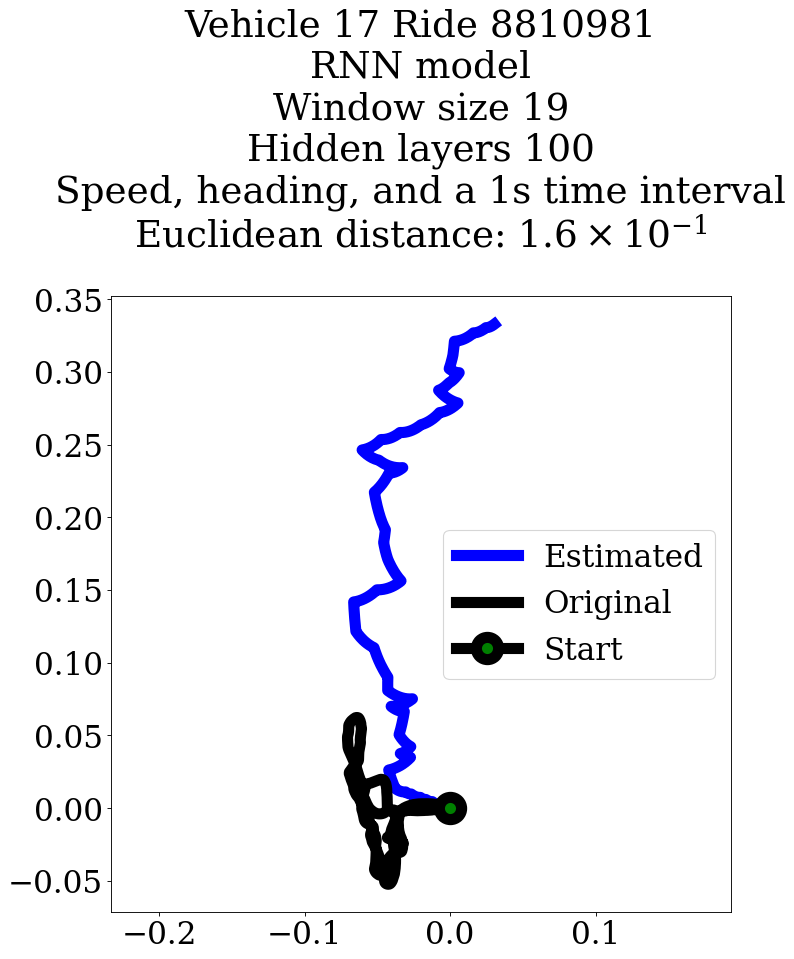 Vehicle 17 Ride 8810981
RNN model
Window size 19
Hidden layers 100
Speed, heading, and a 1s time interval
Euclidean distance: 1.6 × 10⁻¹
0.35
0.30
0.25
0.20
0.15
0.10
0.05
0.00
−0.05
Estimated
Original
Start
−0.2
−0.1
0.0
0.1